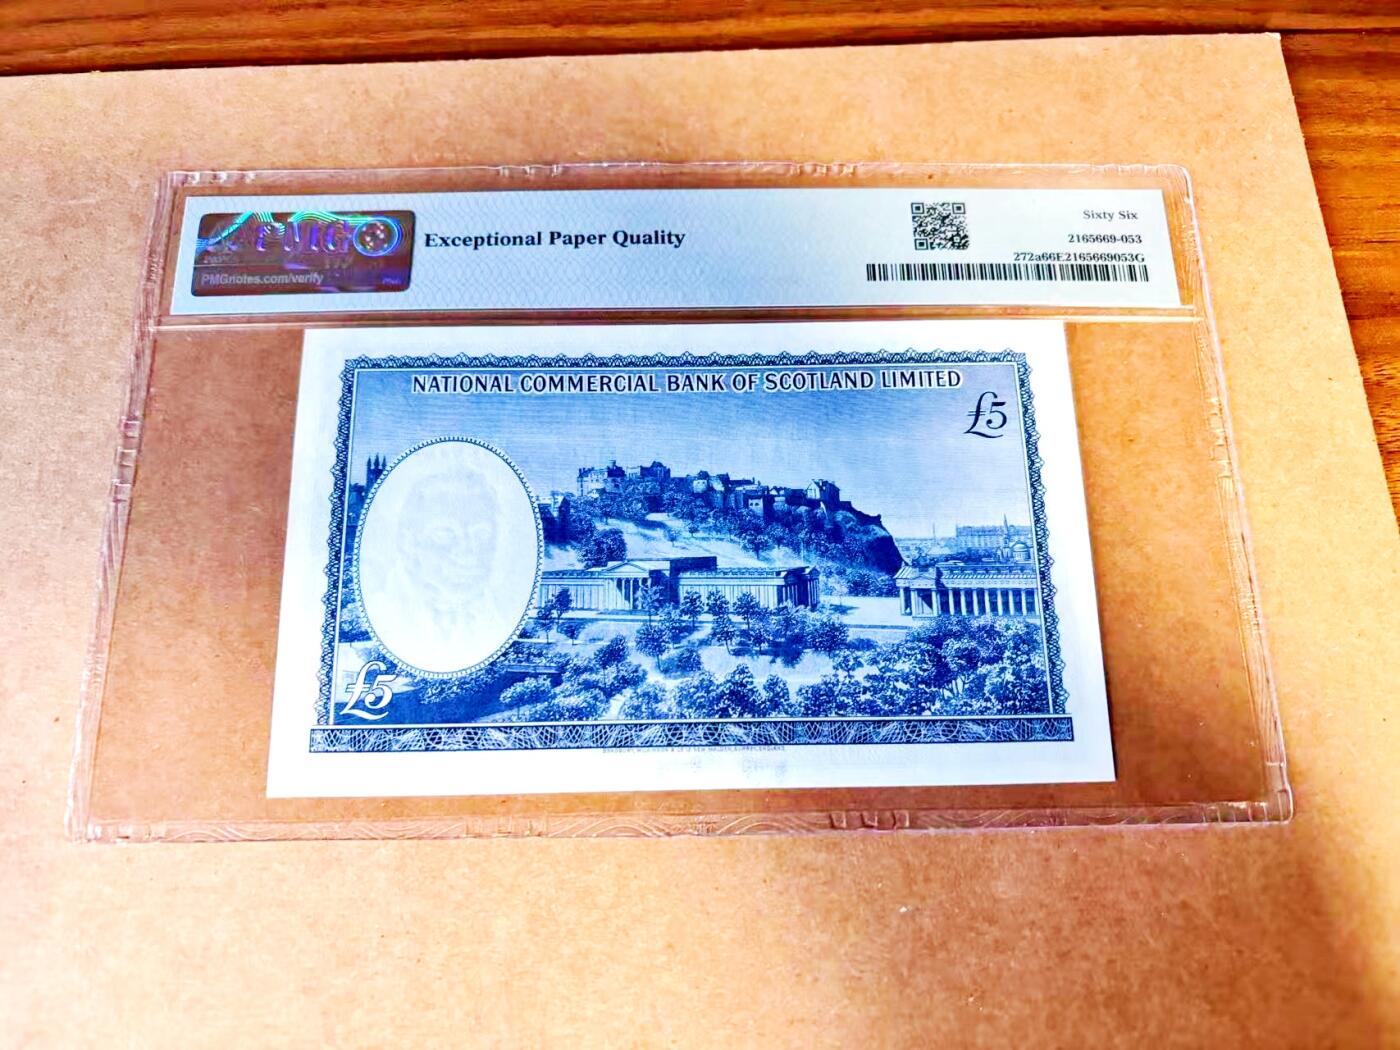 PMG
PMGnotes.com/verify
Exceptional Paper Quality
Sixty Six
2165669-053
272a66E2165669053G
NATIONAL COMMERCIAL BANK OF SCOTLAND LIMITED
£5
£5